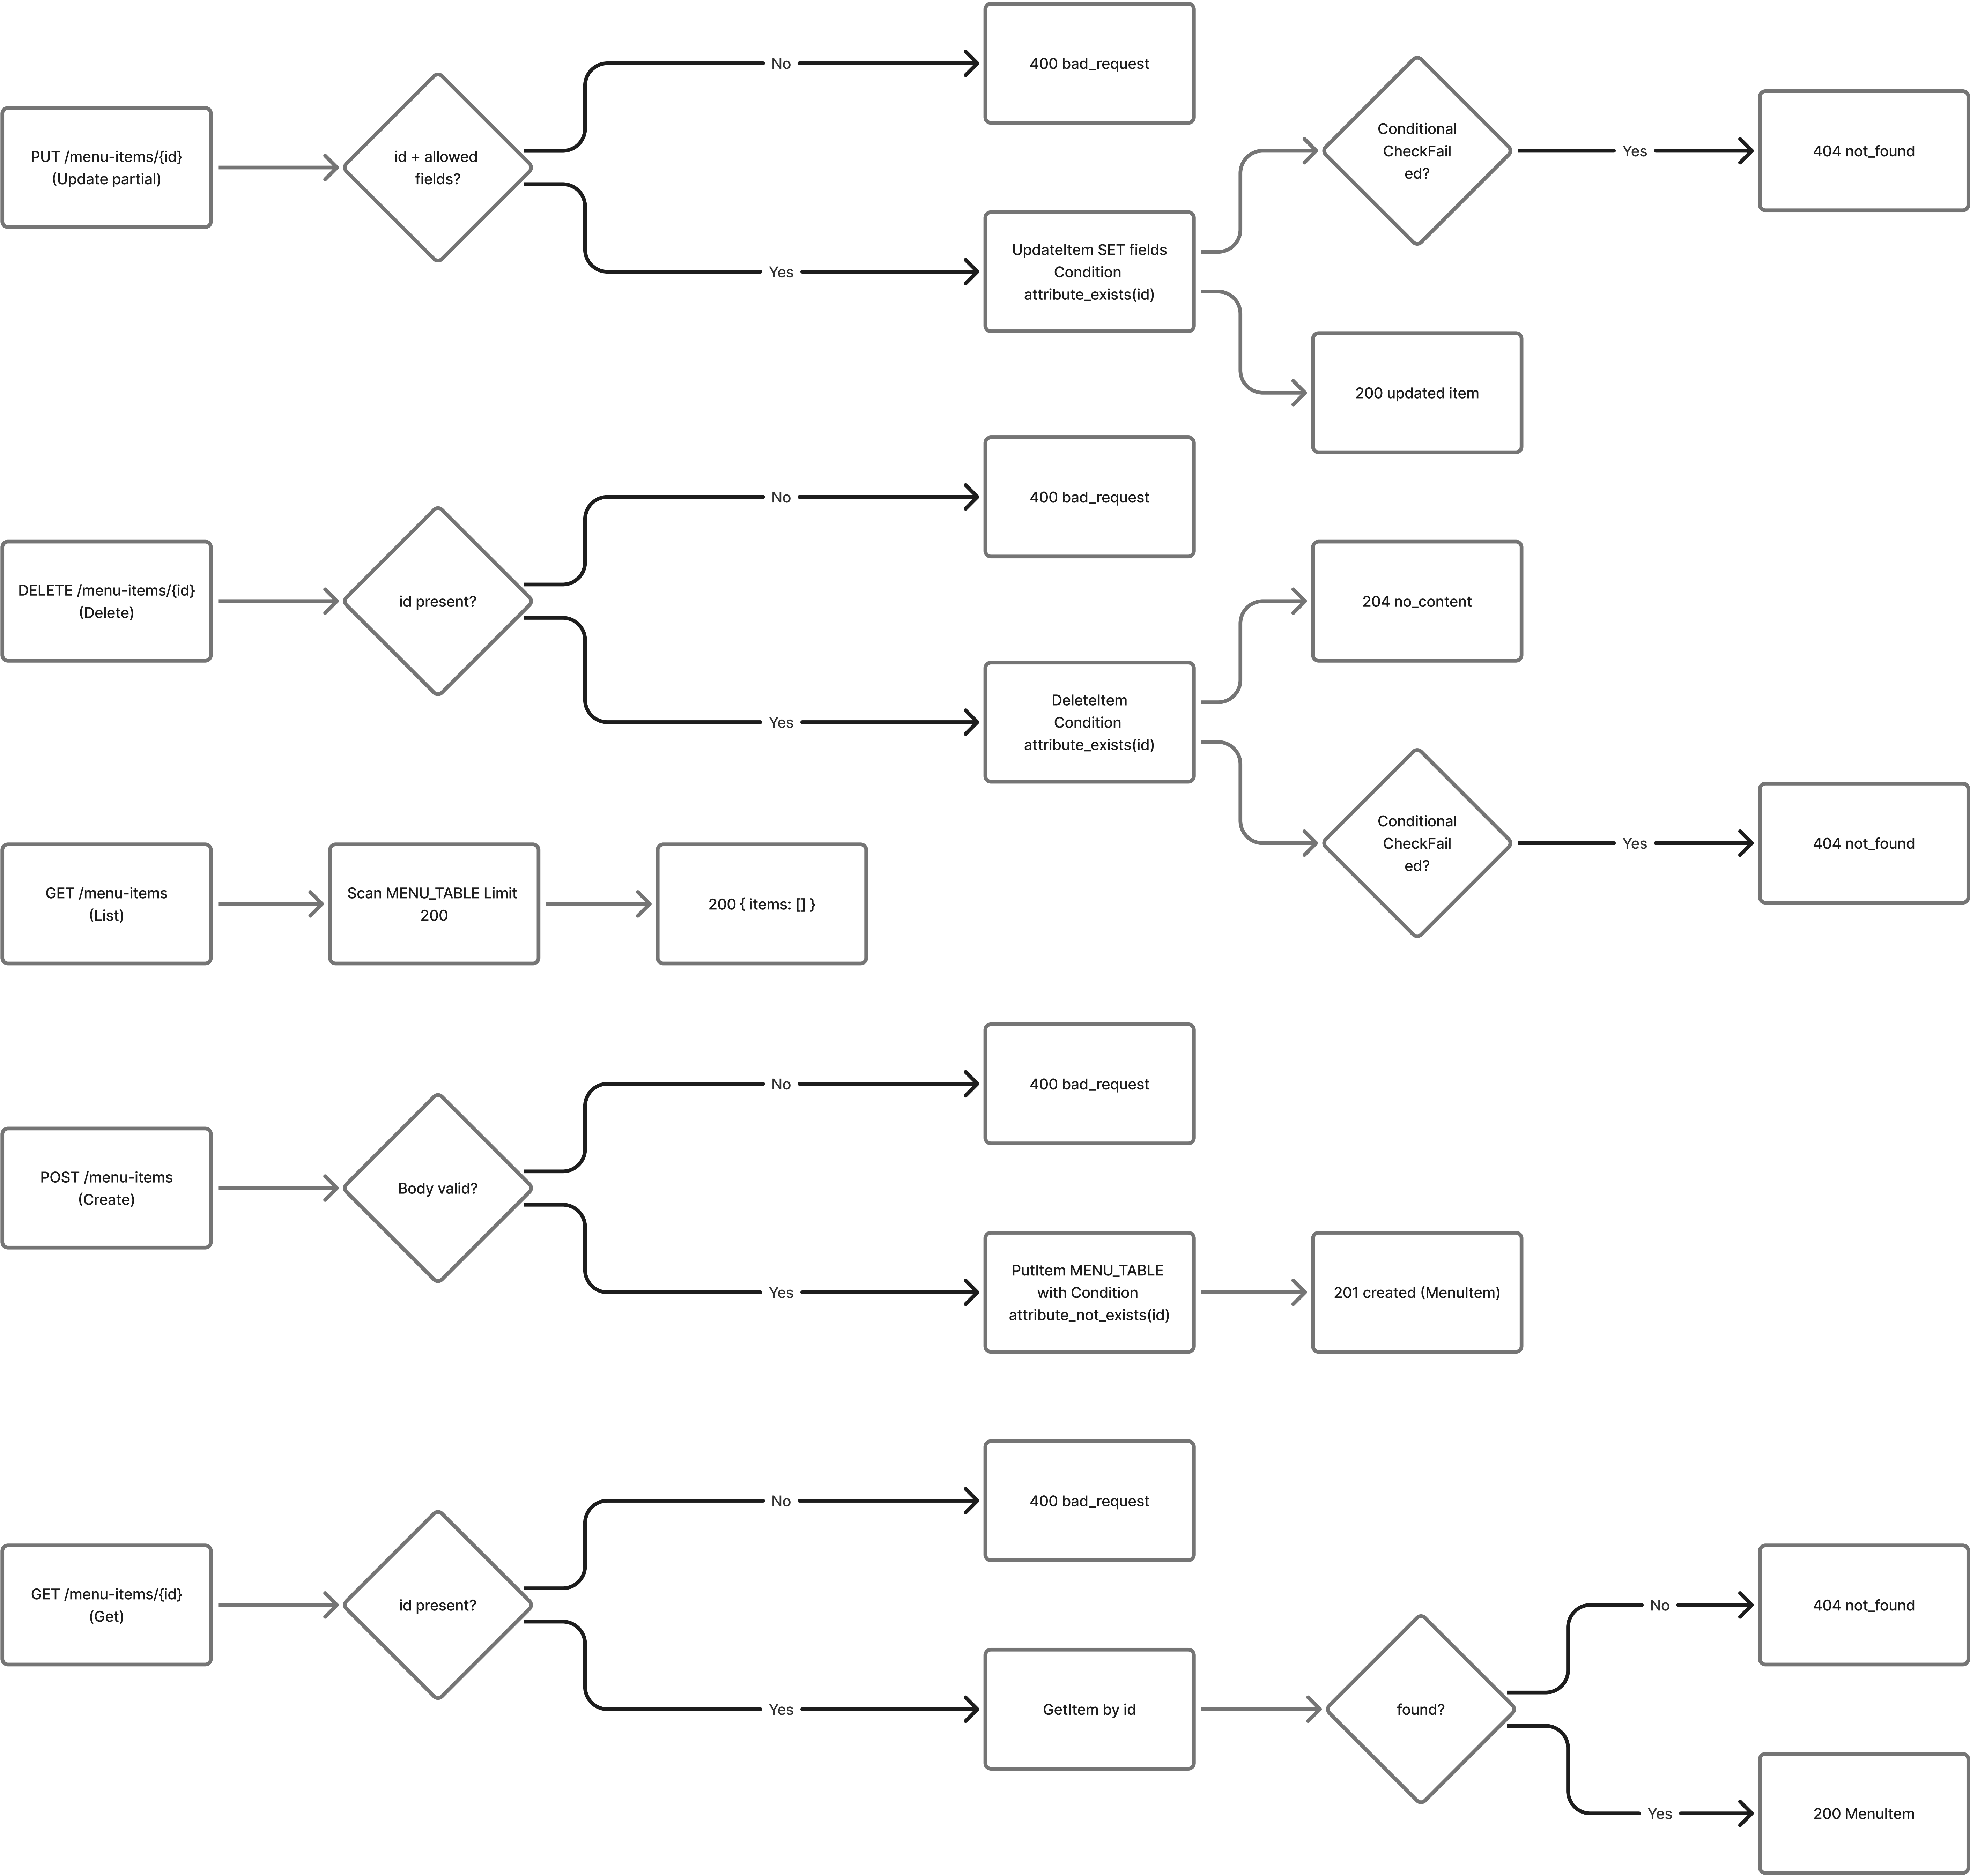 PUT /menu-items/{id}
(Update partial)
id + allowed
fields?
No
400 bad_request
Yes
UpdateItem SET fields
Condition
attribute_exists(id)
Conditional
CheckFail
ed?
Yes
404 not_found
200 updated item
DELETE /menu-items/{id}
(Delete)
id present?
No
400 bad_request
Yes
DeleteItem
Condition
attribute_exists(id)
204 no_content
Conditional
CheckFail
ed?
Yes
404 not_found
GET /menu-items
(List)
Scan MENU_TABLE Limit
200
200 { items: [] }
POST /menu-items
(Create)
Body valid?
No
400 bad_request
Yes
PutItem MENU_TABLE
with Condition
attribute_not_exists(id)
201 created (MenuItem)
GET /menu-items/{id}
(Get)
id present?
No
400 bad_request
Yes
GetItem by id
found?
No
404 not_found
Yes
200 MenuItem